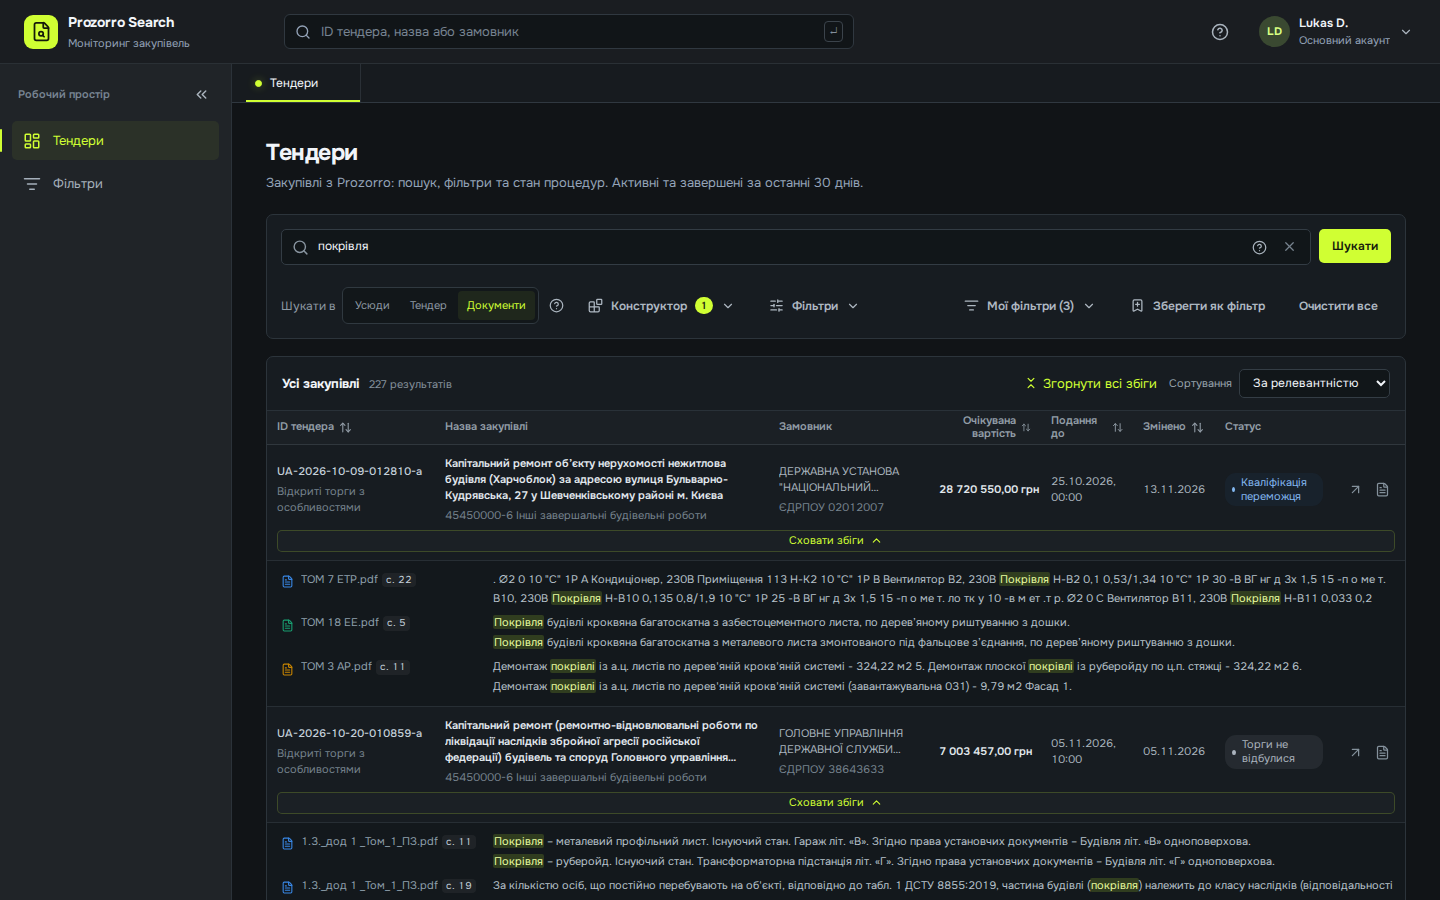 Prozorro Search
Моніторинг закупівель
ID тендера, назва або замовник
LD
Lukas D.
Основний акаунт
Робочий простір
Тендери
Фільтри
Тендери
Тендери
Закупівлі з Prozorro: пошук, фільтри та стан процедур. Активні та завершені за останні 30 днів.
покрівля
Шукати
Шукати в
Усюди
Тендер
Документи
Конструктор 1
Фільтри
Мої фільтри (3)
Зберегти як фільтр
Очистити все
Усі закупівлі 227 результатів
Згорнути всі збіги
Сортування
За релевантністю
ID тендера
Назва закупівлі
Замовник
Очікувана
вартість
Подання
до
Змінено
Статус
UA-2026-10-09-012810-a
Відкриті торги з
особливостями
Капітальний ремонт об'єкту нерухомості нежитлова
будівля (Харчоблок) за адресою вулиця Бульварно-
Кудрявська, 27 у Шевченківському районі м. Києва
45450000-6 Інші завершальні будівельні роботи
ДЕРЖАВНА УСТАНОВА
"НАЦІОНАЛЬНИЙ...
ЄДРПОУ 02012007
28 720 550,00 грн
25.10.2026,
00:00
13.11.2026
Кваліфікація
переможця
Сховати збіги
ТОМ 7 ЕТР.pdf с. 22
. Ø2 0 10 "C" 1P А Кондиціонер, 230В Приміщення 113 Н-К2 10 "C" 1P В Вентилятор В2, 230В Покрівля Н-В2 0,1 0,53/1,34 10 "C" 1P 30 -В ВГ нг д 3х 1,5 15 -п о ме т.
В10, 230В Покрівля Н-В10 0,135 0,8/1,9 10 "C" 1P 25 -В ВГ нг д 3х 1,5 15 -п о ме т. ло тк у 10 -в м ет .т р. Ø2 0 С Вентилятор В11, 230В Покрівля Н-В11 0,033 0,2
ТОМ 18 ЕЕ.pdf с. 5
Покрівля будівлі кроквяна багатоскатна з азбестоцементного листа, по дерев'яному риштуванню з дошки.
Покрівля будівлі кроквяна багатоскатна з металевого листа змонтованого під фальцове з'єднання, по дерев'яному риштуванню з дошки.
ТОМ 3 АР.pdf с. 11
Демонтаж покрівлі із а.ц. листів по дерев'яній крокв'яній системі - 324,22 м2 5. Демонтаж плоскої покрівлі із руберойду по ц.п. стяжці - 324,22 м2 6.
Демонтаж покрівлі із а.ц. листів по дерев'яній крокв'яній системі (завантажувальна 031) - 9,79 м2 Фасад 1.
UA-2026-10-20-010859-a
Відкриті торги з
особливостями
Капітальний ремонт (ремонтно-відновлювальні роботи по
ліквідації наслідків збройної агресії російської
федерації) будівель та споруд Головного управління...
45450000-6 Інші завершальні будівельні роботи
ГОЛОВНЕ УПРАВЛІННЯ
ДЕРЖАВНОЇ СЛУЖБИ...
ЄДРПОУ 38643633
7 003 457,00 грн
05.11.2026,
10:00
05.11.2026
Торги не
відбулися
Сховати збіги
1.3._дод 1 _Том_1_ПЗ.pdf с. 11
Покрівля – металевий профільний лист. Існуючий стан. Гараж літ. «В». Згідно права установчих документів – Будівля літ. «В» одноповерхова.
Покрівля – руберойд. Існуючий стан. Трансформаторна підстанція літ. «Г». Згідно права установчих документів – Будівля літ. «Г» одноповерхова.
1.3._дод 1 _Том_1_ПЗ.pdf с. 19
За кількістю осіб, що постійно перебувають на об'єкті, відповідно до табл. 1 ДСТУ 8855:2019, частина будівлі (покрівля) належить до класу наслідків (відповідальності